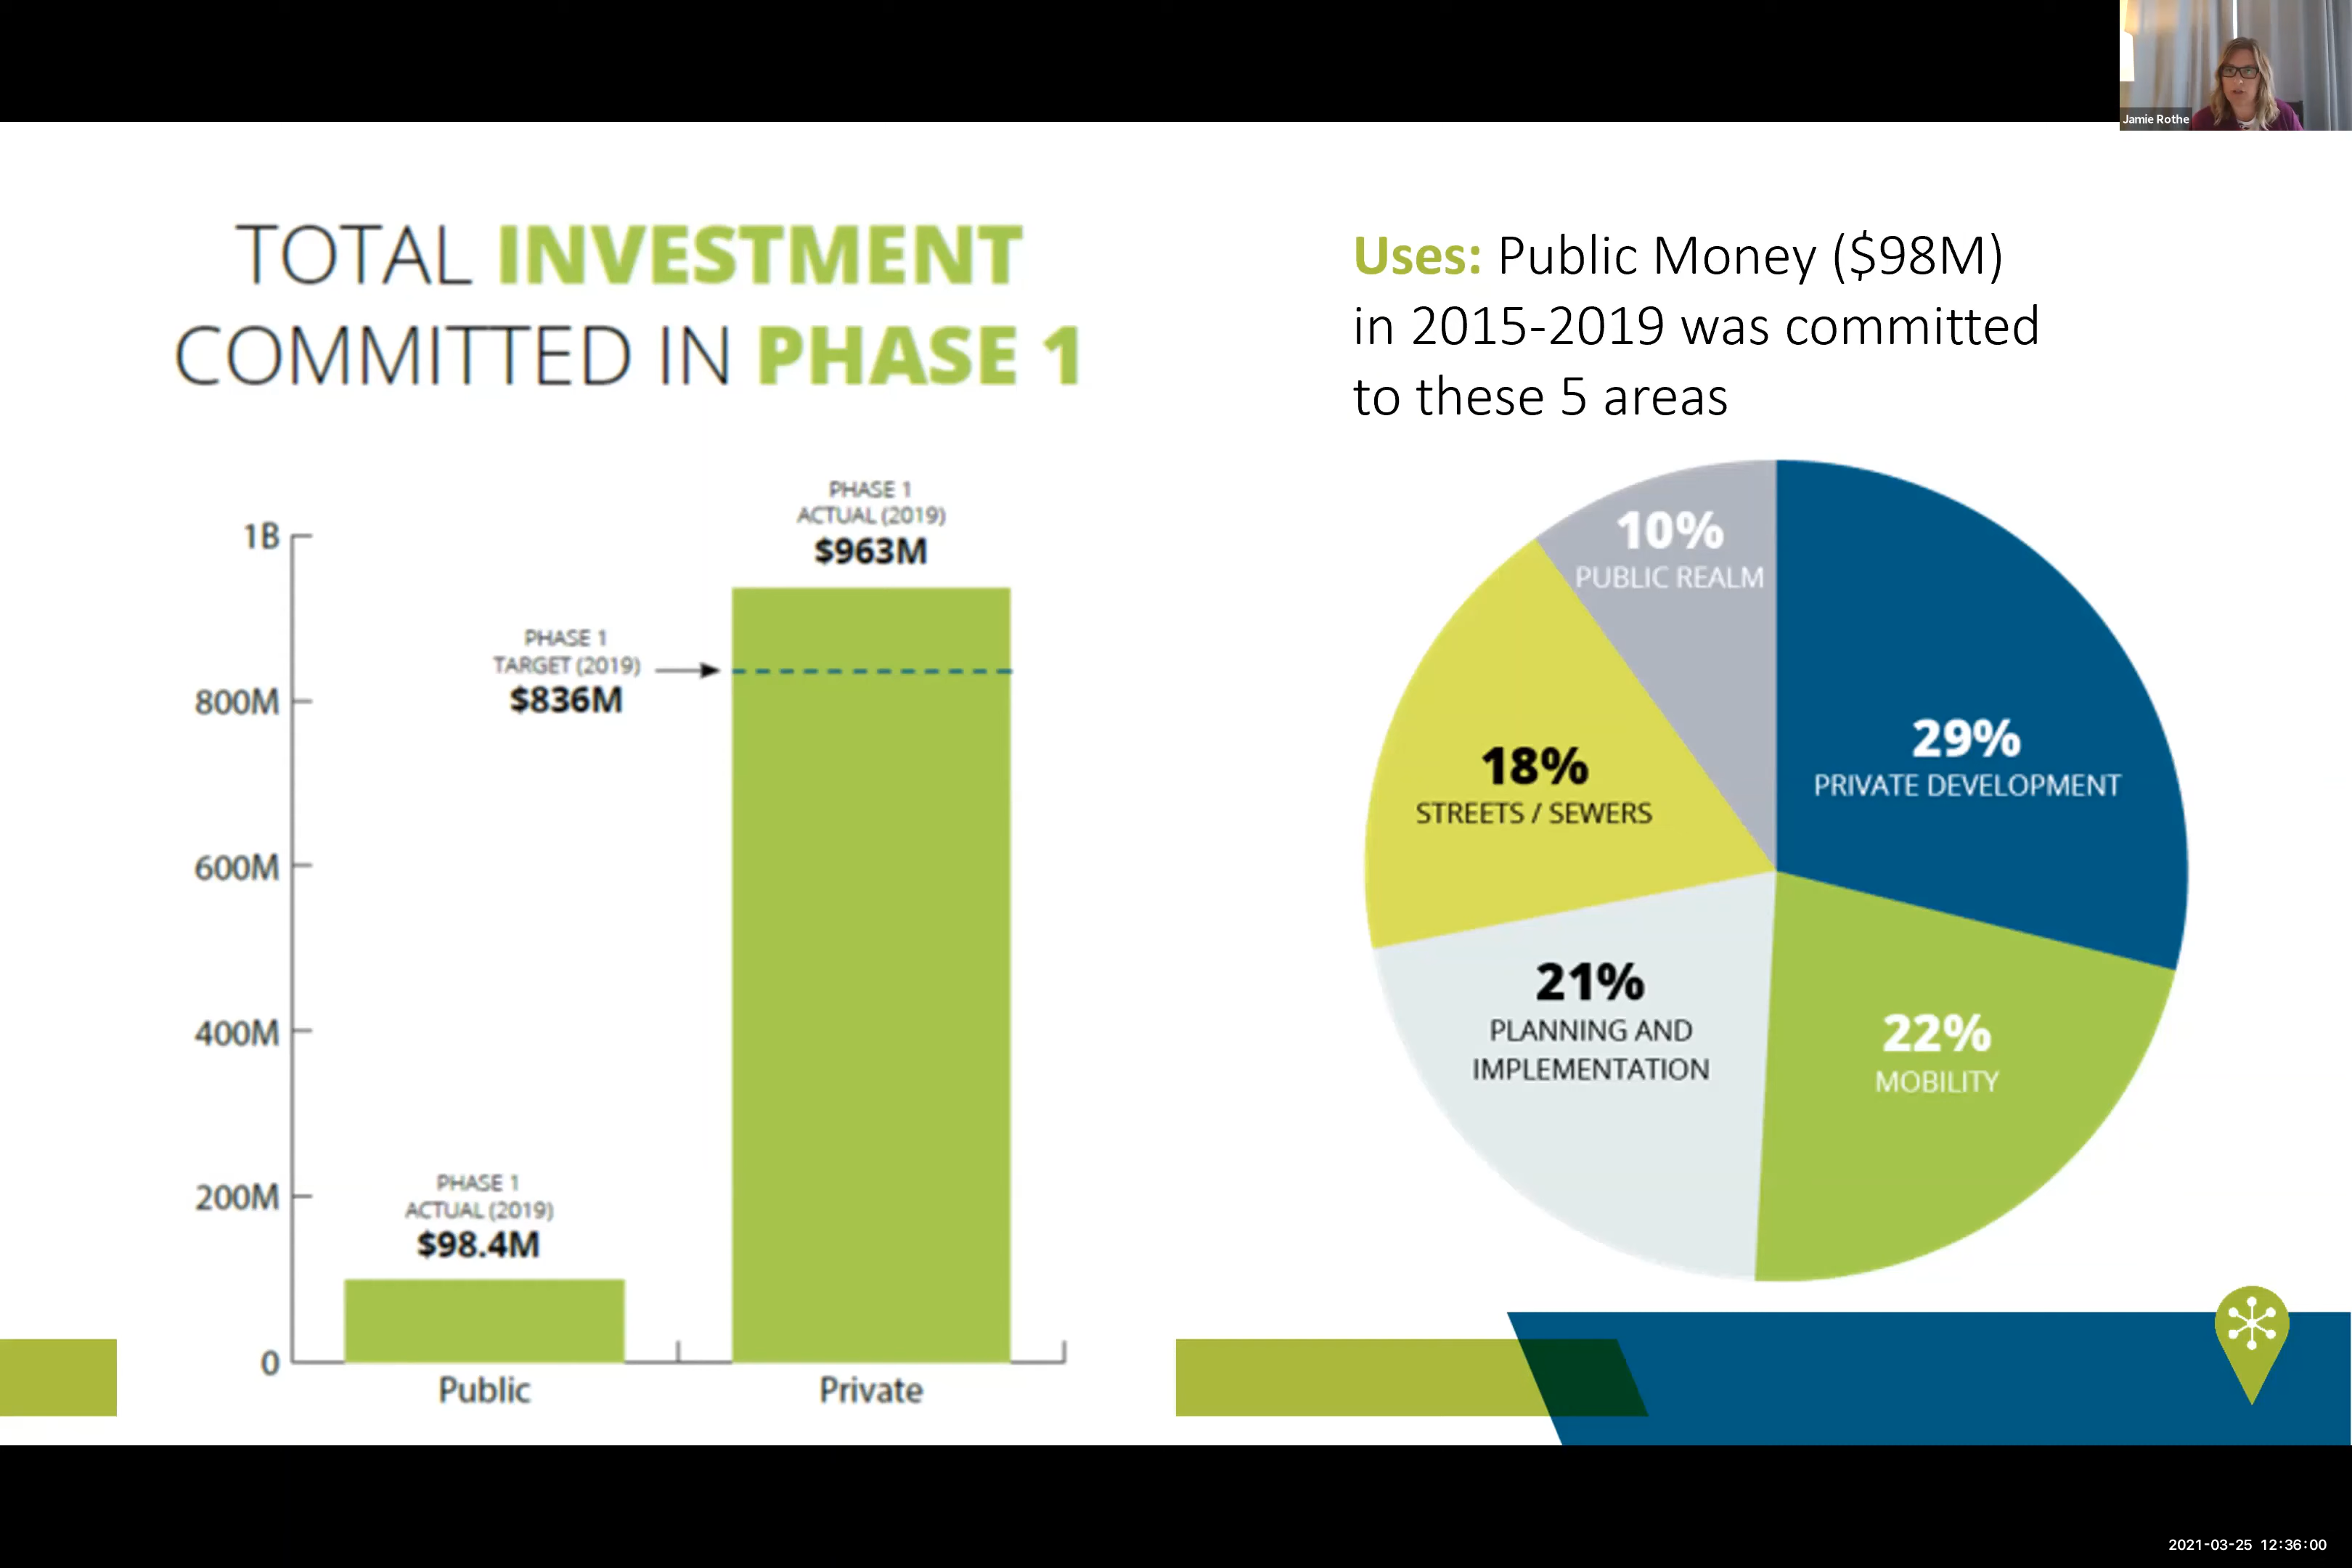 Jamie Rothe
TOTAL INVESTMENT
COMMITTED IN PHASE 1
Uses: Public Money ($98M)
in 2015-2019 was committed
to these 5 areas
PHASE 1
ACTUAL (2019)
$963M
1B
PHASE 1
TARGET (2019)
$836M
800M
600M
400M
200M
0
PHASE 1
ACTUAL (2019)
$98.4M
Public
Private
10%
PUBLIC REALM
29%
PRIVATE DEVELOPMENT
18%
STREETS / SEWERS
21%
PLANNING AND
IMPLEMENTATION
22%
MOBILITY
2021-03-25 12:36:00